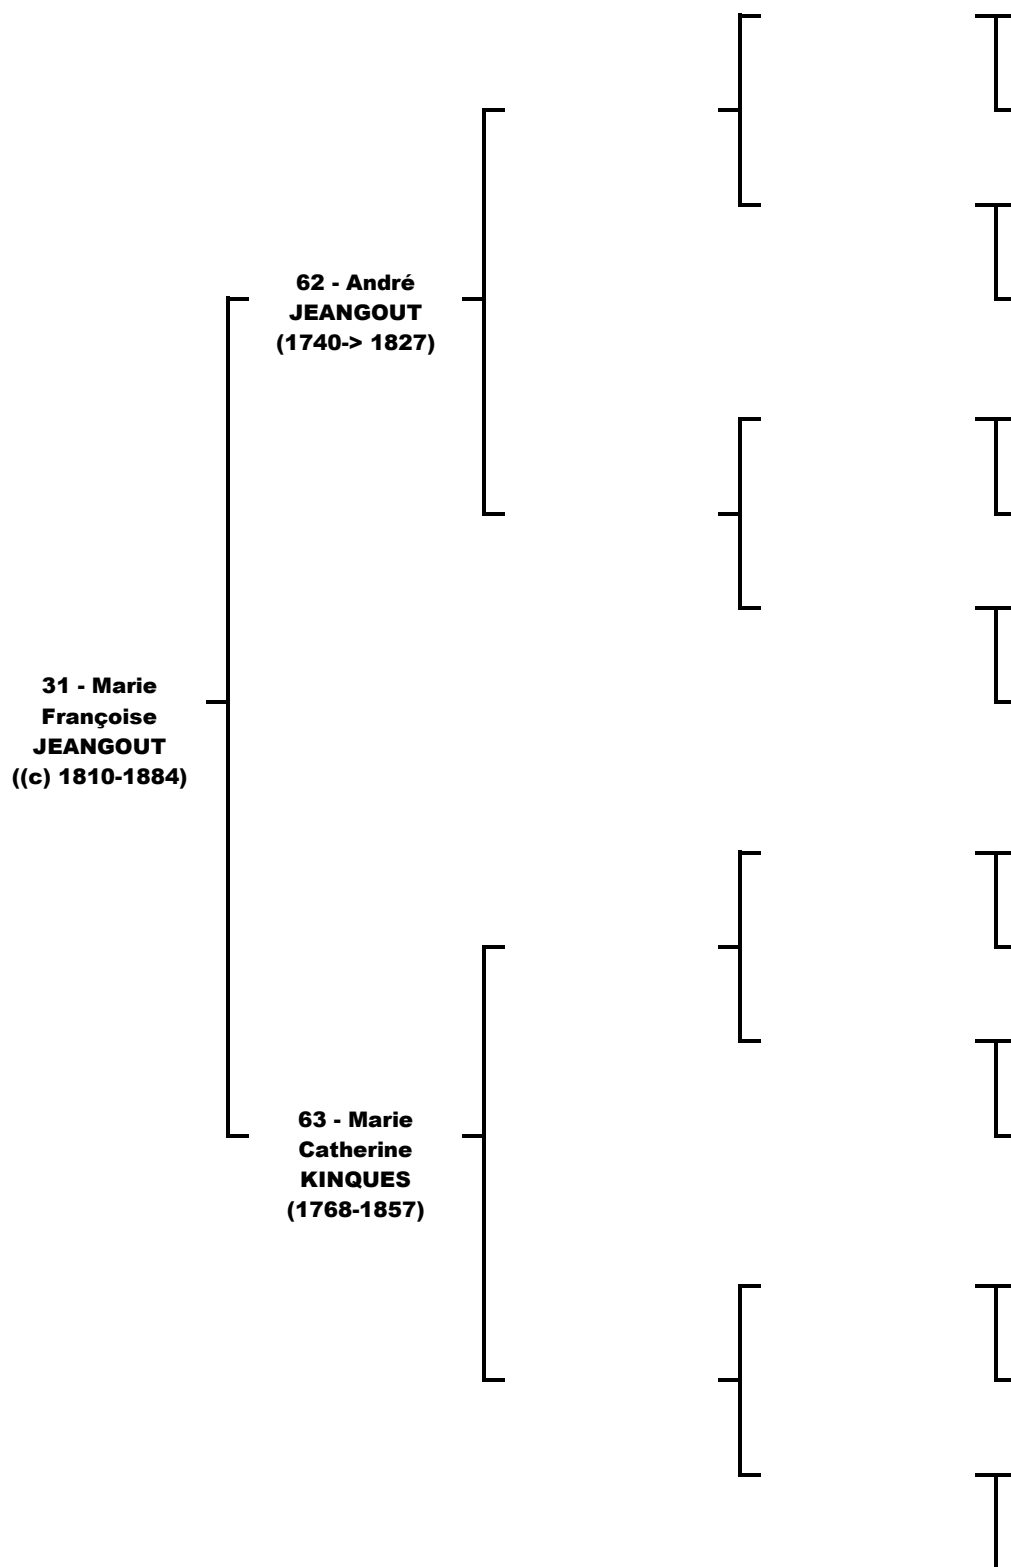 62 - André
JEANGOUT
(1740-> 1827)
31 - Marie
Françoise
JEANGOUT
((c) 1810-1884)
63 - Marie
Catherine
KINQUES
(1768-1857)